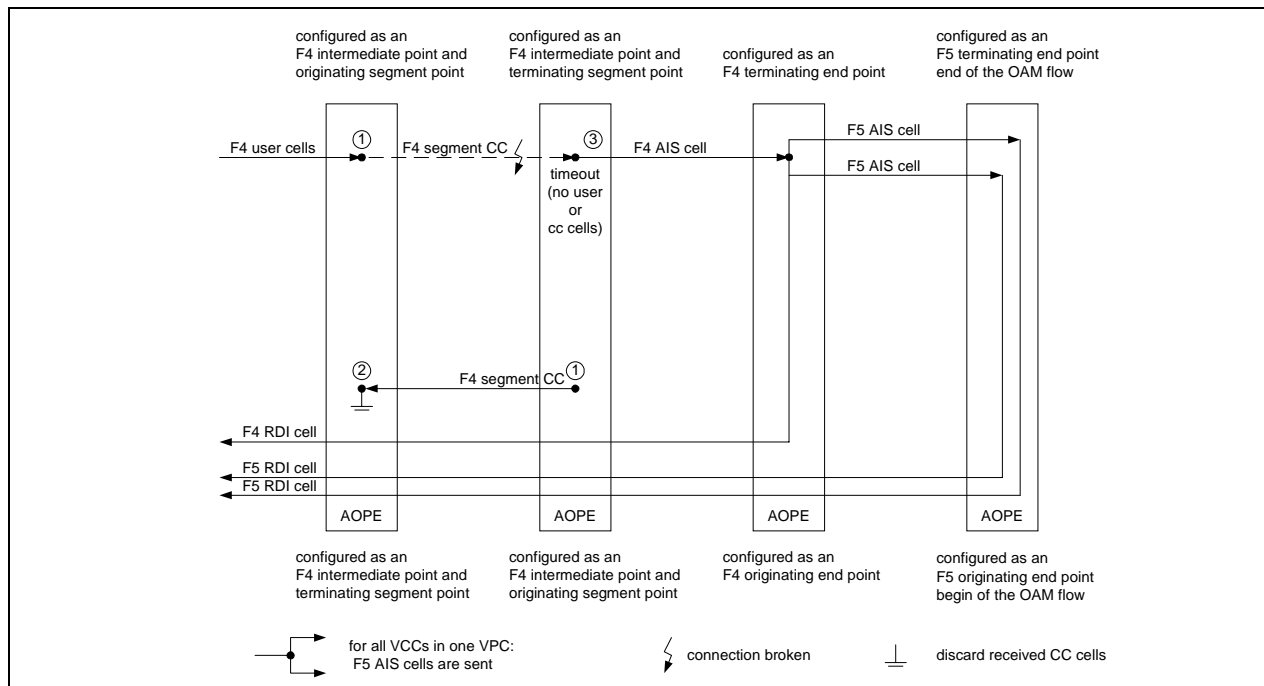 configured as an
F4 intermediate point and
originating segment point
configured as an
F4 intermediate point and
terminating segment point
configured as an
F4 terminating end point
configured as an
F5 terminating end point
end of the OAM flow
F4 user cells
1
F4 segment CC
3
timeout
(no user
or
cc cells)
F4 AIS cell
F5 AIS cell
F5 AIS cell
2
F4 segment CC
1
F4 RDI cell
F5 RDI cell
F5 RDI cell
AOPE
AOPE
AOPE
AOPE
configured as an
F4 intermediate point and
terminating segment point
configured as an
F4 intermediate point and
originating segment point
configured as an
F4 originating end point
configured as an
F5 originating end point
begin of the OAM flow
for all VCCs in one VPC:
F5 AIS cells are sent
connection broken
discard received CC cells